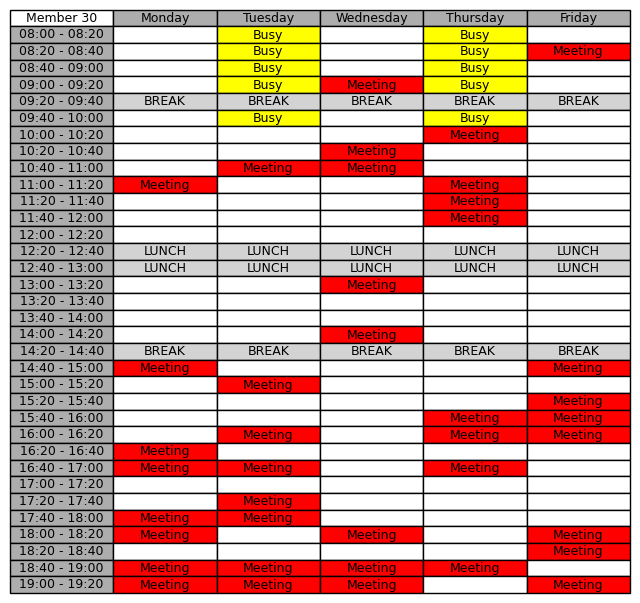 Member 30 Monday Tuesday Wednesday Thursday Friday
08:00 - 08:20 Busy Busy
08:20 - 08:40 Busy Busy Meeting
08:40 - 09:00 Busy Busy
09:00 - 09:20 Busy Meeting Busy
09:20 - 09:40 BREAK BREAK BREAK BREAK BREAK
09:40 - 10:00 Busy Busy
10:00 - 10:20 Meeting
10:20 - 10:40 Meeting
10:40 - 11:00 Meeting Meeting
11:00 - 11:20 Meeting Meeting
11:20 - 11:40 Meeting
11:40 - 12:00 Meeting
12:00 - 12:20
12:20 - 12:40 LUNCH LUNCH LUNCH LUNCH LUNCH
12:40 - 13:00 LUNCH LUNCH LUNCH LUNCH LUNCH
13:00 - 13:20 Meeting
13:20 - 13:40
13:40 - 14:00
14:00 - 14:20 Meeting
14:20 - 14:40 BREAK BREAK BREAK BREAK BREAK
14:40 - 15:00 Meeting Meeting
15:00 - 15:20 Meeting
15:20 - 15:40 Meeting
15:40 - 16:00 Meeting Meeting
16:00 - 16:20 Meeting Meeting Meeting
16:20 - 16:40 Meeting
16:40 - 17:00 Meeting Meeting Meeting
17:00 - 17:20
17:20 - 17:40 Meeting
17:40 - 18:00 Meeting Meeting
18:00 - 18:20 Meeting Meeting Meeting
18:20 - 18:40 Meeting
18:40 - 19:00 Meeting Meeting Meeting Meeting
19:00 - 19:20 Meeting Meeting Meeting Meeting